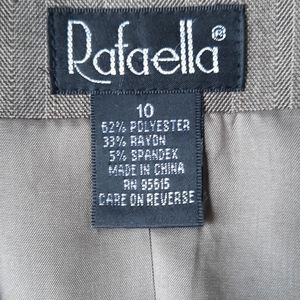 Rafaella®
10
62% POLYESTER
33% RAYON
5% SPANDEX
MADE IN CHINA
RN 95615
CARE ON REVERSE